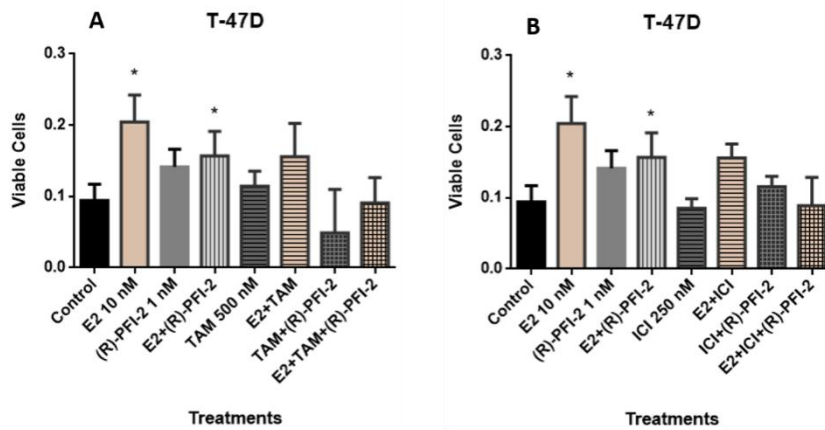 A
T-47D
Viable Cells
0.3
0.2
0.1
0.0
*
*
Control
E2 10 nM
(R)-PFI-2 1 nM
E2+(R)-PFI-2
TAM 500 nM
E2+TAM
TAM+(R)-PFI-2
E2+TAM+(R)-PFI-2
Treatments
B
T-47D
Viable Cells
0.3
0.2
0.1
0.0
*
*
Control
E2 10 nM
(R)-PFI-2 1 nM
E2+(R)-PFI-2
ICI 250 nM
E2+ICI
ICI+(R)-PFI-2
E2+ICI+(R)-PFI-2
Treatments